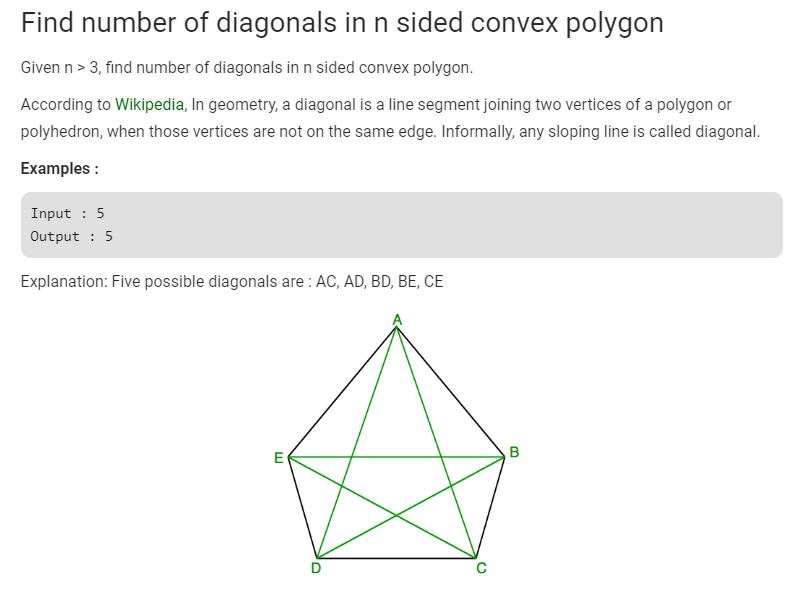 Find number of diagonals in n sided convex polygon
Given n > 3, find number of diagonals in n sided convex polygon.
According to Wikipedia, In geometry, a diagonal is a line segment joining two vertices of a polygon or
polyhedron, when those vertices are not on the same edge. Informally, any sloping line is called diagonal.
Examples :
Input : 5
Output : 5
Explanation: Five possible diagonals are : AC, AD, BD, BE, CE
A
E
B
D
C